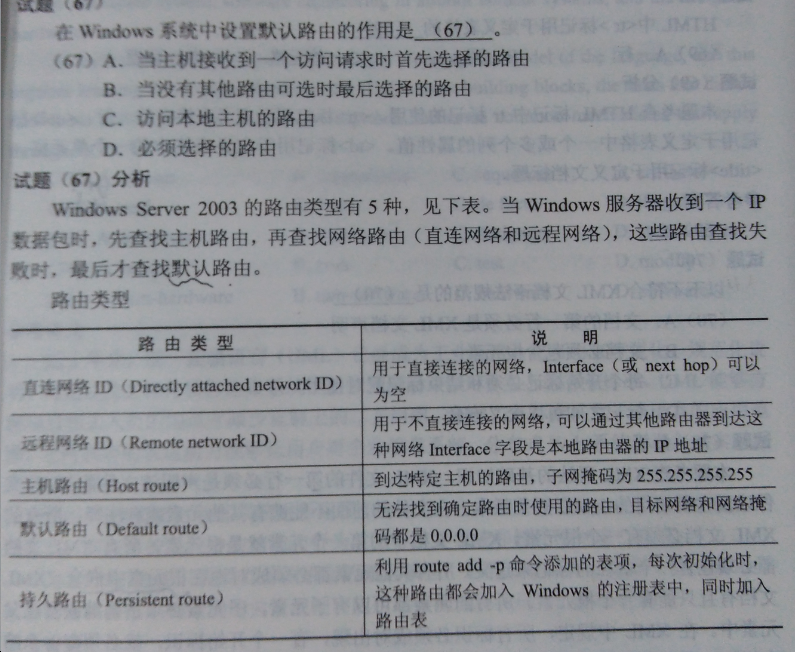 试题（67）
在 Windows 系统中设置默认路由的作用是 （67） 。
（67）A．当主机接收到一个访问请求时首先选择的路由
B．当没有其他路由可选时最后选择的路由
C．访问本地主机的路由
D．必须选择的路由
试题（67）分析
Windows Server 2003 的路由类型有 5 种，见下表。当 Windows 服务器收到一个 IP
数据包时，先查找主机路由，再查找网络路由（直连网络和远程网络），这些路由查找失
败时，最后才查找默认路由。
路由类型
路 由 类 型 说 明
直连网络 ID（Directly attached network ID） 用于直接连接的网络，Interface（或 next hop）可以
为空
远程网络 ID（Remote network ID） 用于不直接连接的网络，可以通过其他路由器到达这
种网络 Interface 字段是本地路由器的 IP 地址
主机路由（Host route） 到达特定主机的路由，子网掩码为 255.255.255.255
默认路由（Default route） 无法找到确定路由时使用的路由，目标网络和网络掩
码都是 0.0.0.0
持久路由（Persistent route） 利用 route add -p 命令添加的表项，每次初始化时，
这种路由都会加入 Windows 的注册表中，同时加入
路由表